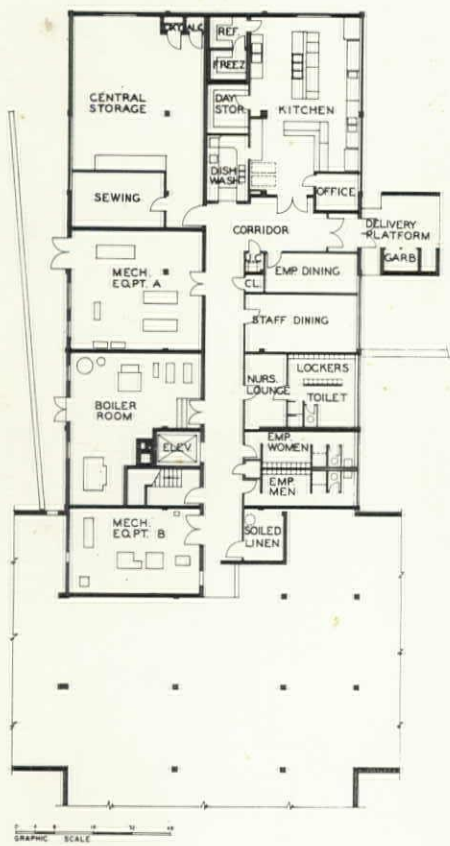 REF.
FREEZ
CENTRAL
STORAGE
DAY
STOR.
KITCHEN
DISH
WASH
SEWING
OFFICE
CORRIDOR
DELIVERY
PLATFORM
GARB
J.C
EMP DINING
CL.
MECH.
EQPT. A
STAFF DINING
LOCKERS
NURS.
LOUNGE
TOILET
BOILER
ROOM
ELEV.
EMP.
WOMEN
EMP.
MEN
MECH.
EQPT. B
SOILED
LINEN
GRAPHIC SCALE